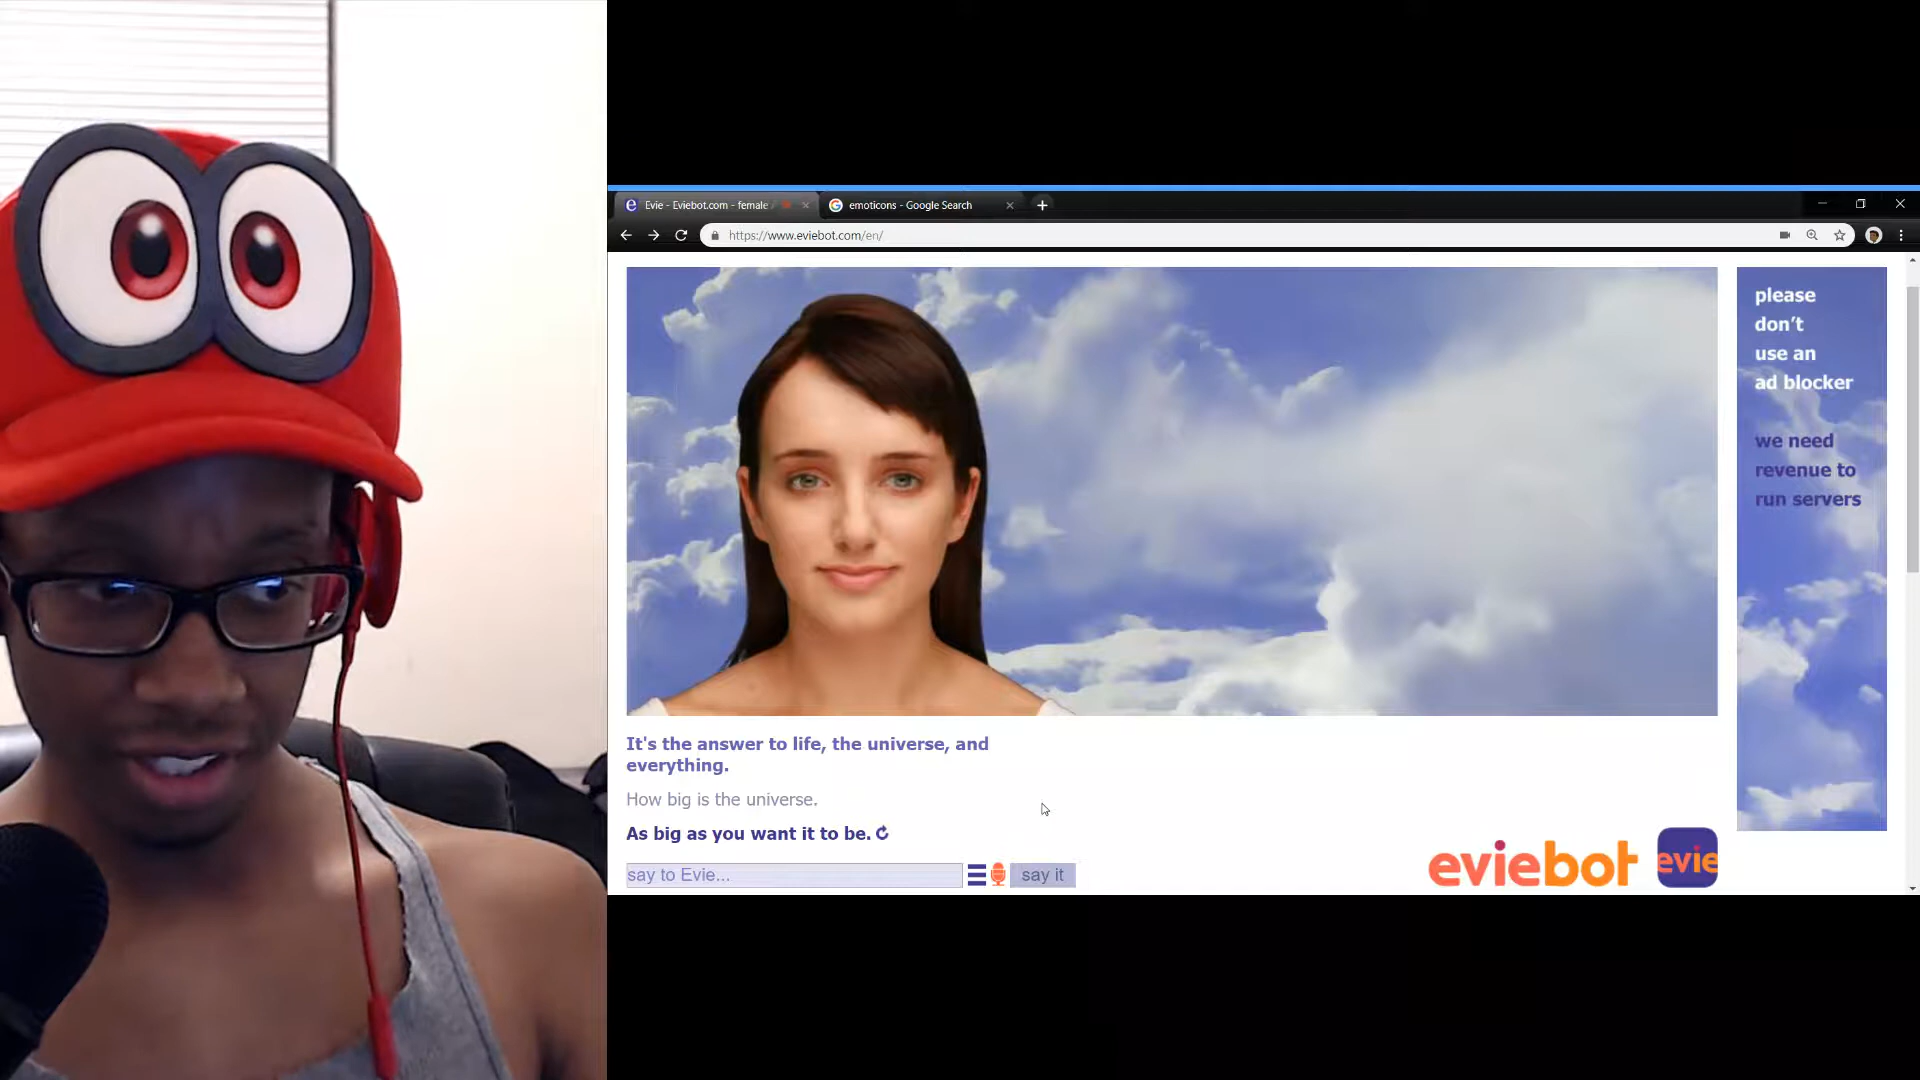 Evie - Eviebot.com - female
emoticons - Google Search
https://www.eviebot.com/en/
please
don't
use an
ad blocker
we need
revenue to
run servers
It's the answer to life, the universe, and
everything.
How big is the universe.
As big as you want it to be.
say to Evie...
say it
eviebot
evie